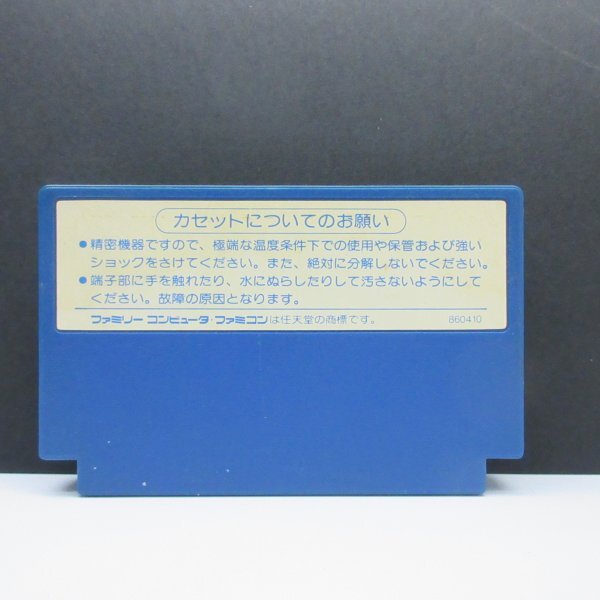 カセットについてのお願い
●精密機器ですので、極端な温度条件下での使用や保管および強い
ショックをさけてください。また、絶対に分解しないでください。
●端子部に手を触れたり、水にぬらしたりして汚さないようにして
ください。故障の原因となります。
ファミリー コンピュータ・ファミコンは任天堂の商標です。 860410